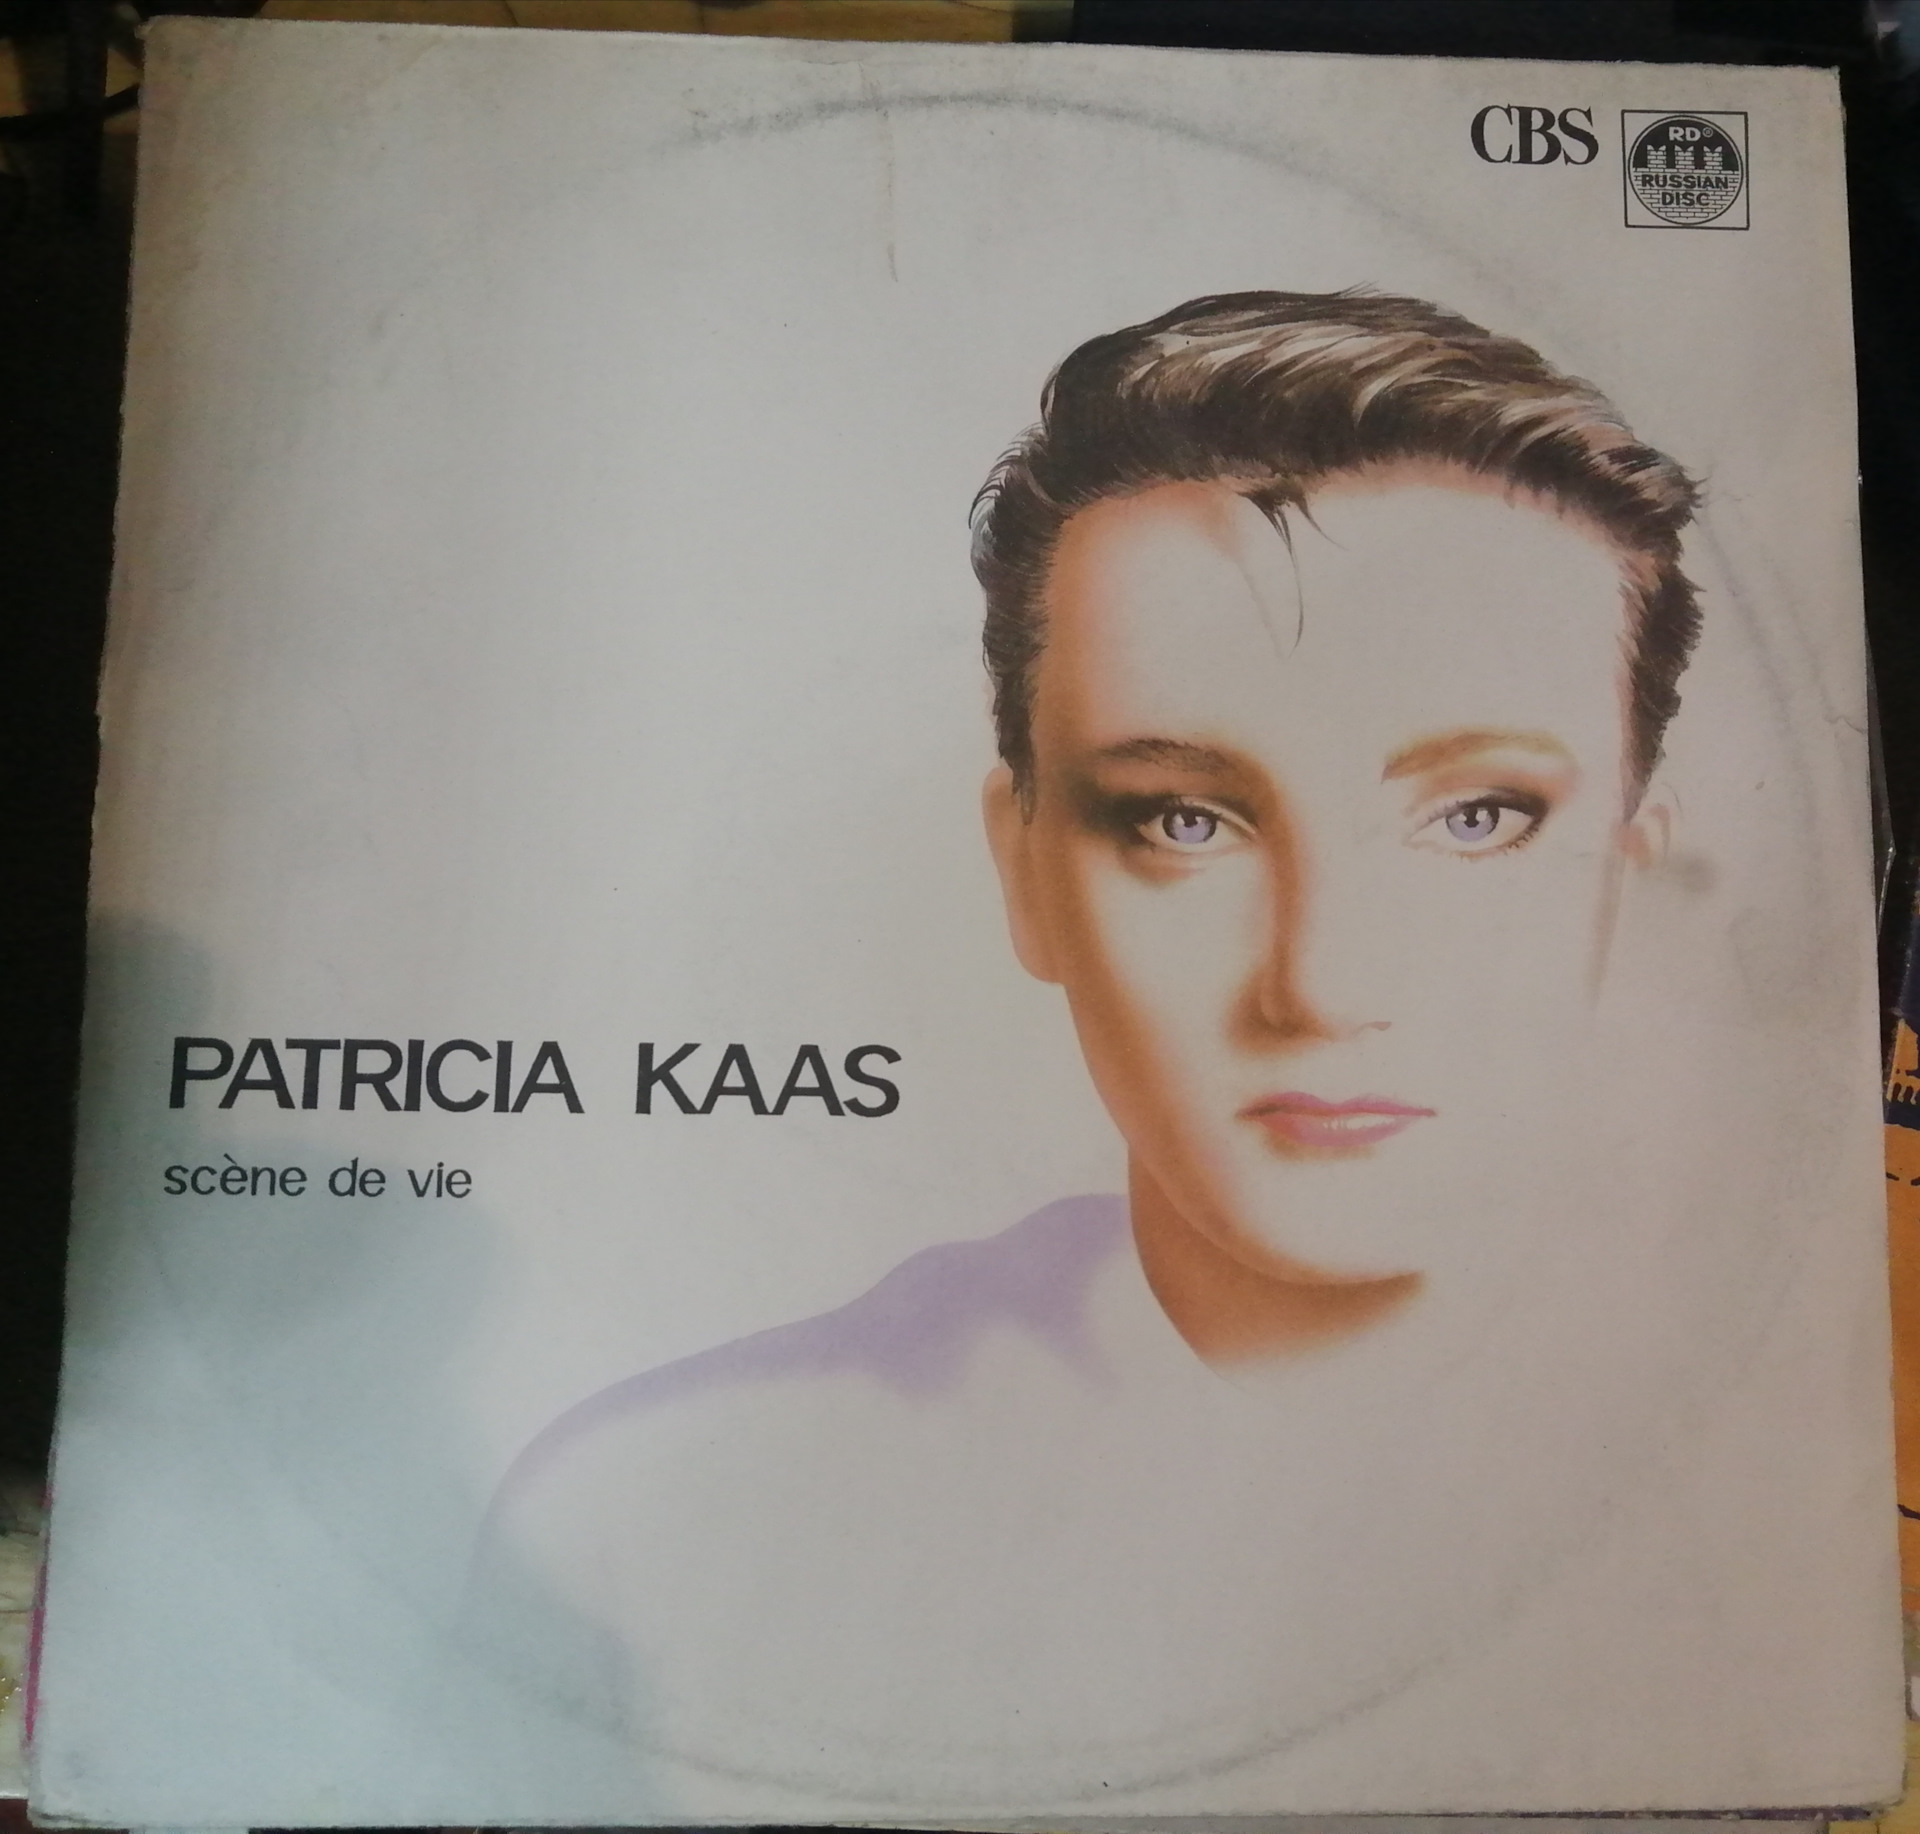 CBS
RD®
RUSSIAN
DISC
PATRICIA KAAS
scène de vie